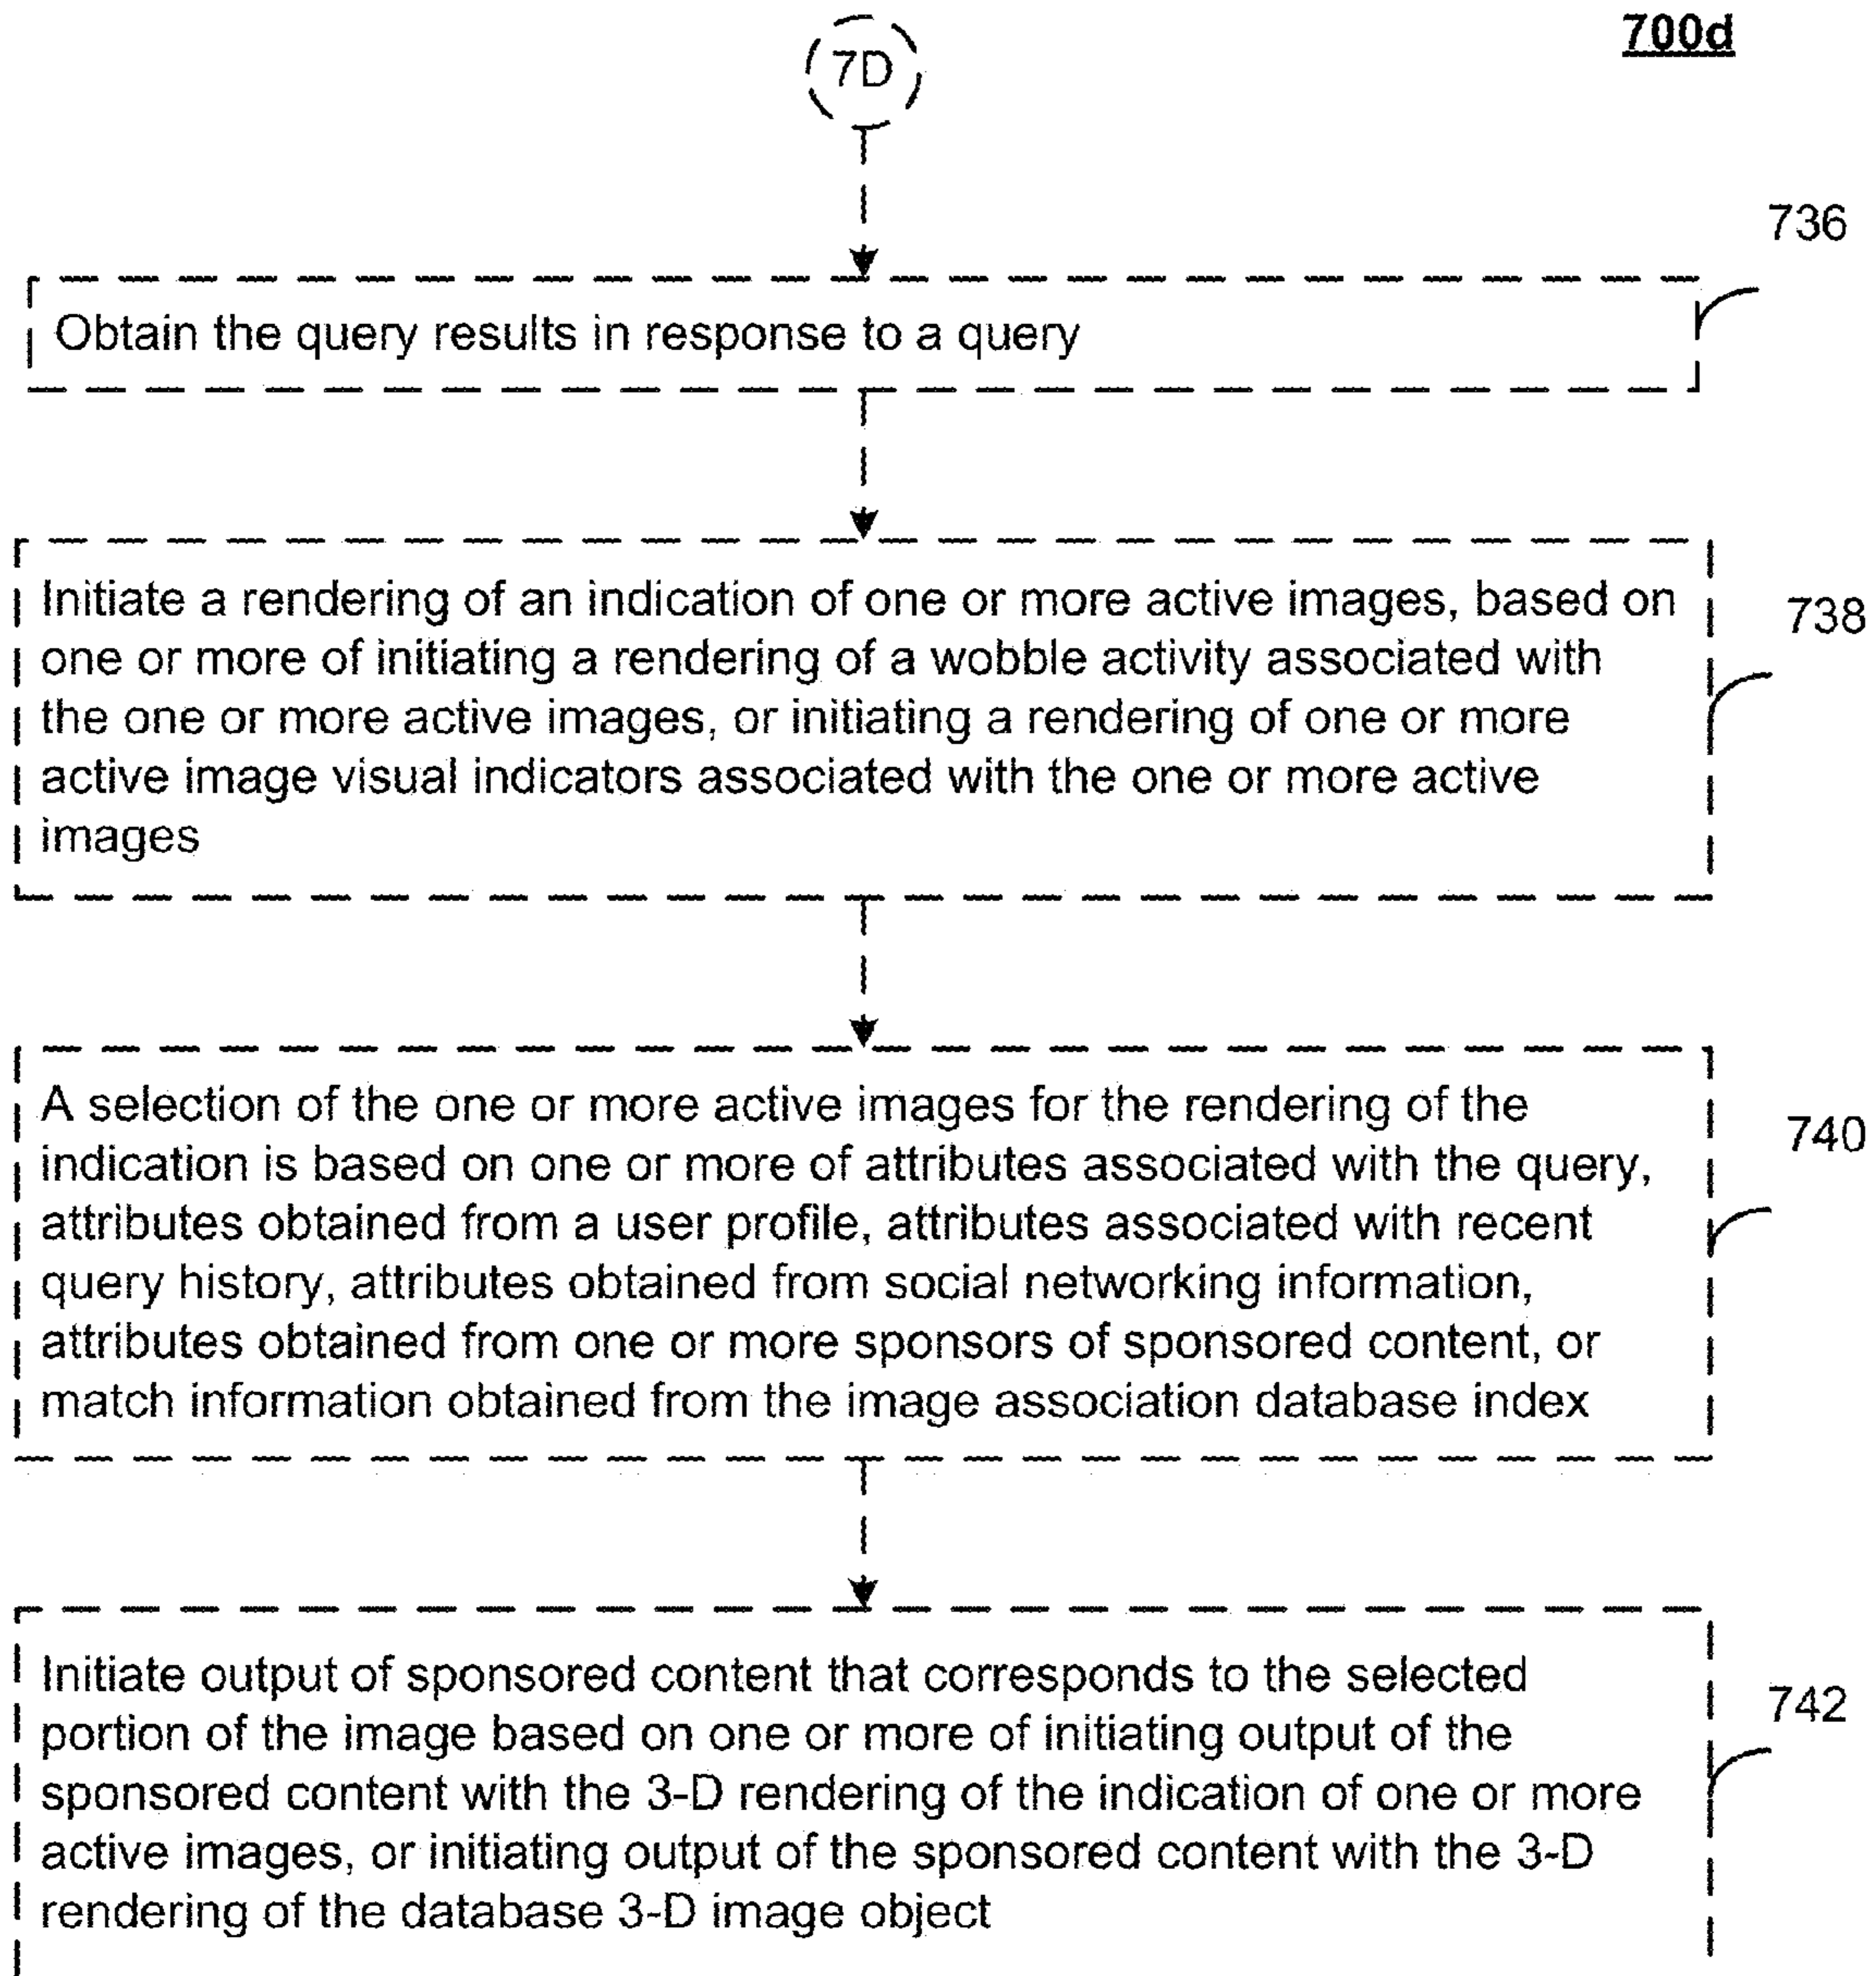 700d
7D
736
Obtain the query results in response to a query
738
Initiate a rendering of an indication of one or more active images, based on
one or more of initiating a rendering of a wobble activity associated with
the one or more active images, or initiating a rendering of one or more
active image visual indicators associated with the one or more active
images
740
A selection of the one or more active images for the rendering of the
indication is based on one or more of attributes associated with the query,
attributes obtained from a user profile, attributes associated with recent
query history, attributes obtained from social networking information,
attributes obtained from one or more sponsors of sponsored content, or
match information obtained from the image association database index
742
Initiate output of sponsored content that corresponds to the selected
portion of the image based on one or more of initiating output of the
sponsored content with the 3-D rendering of the indication of one or more
active images, or initiating output of the sponsored content with the 3-D
rendering of the database 3-D image object